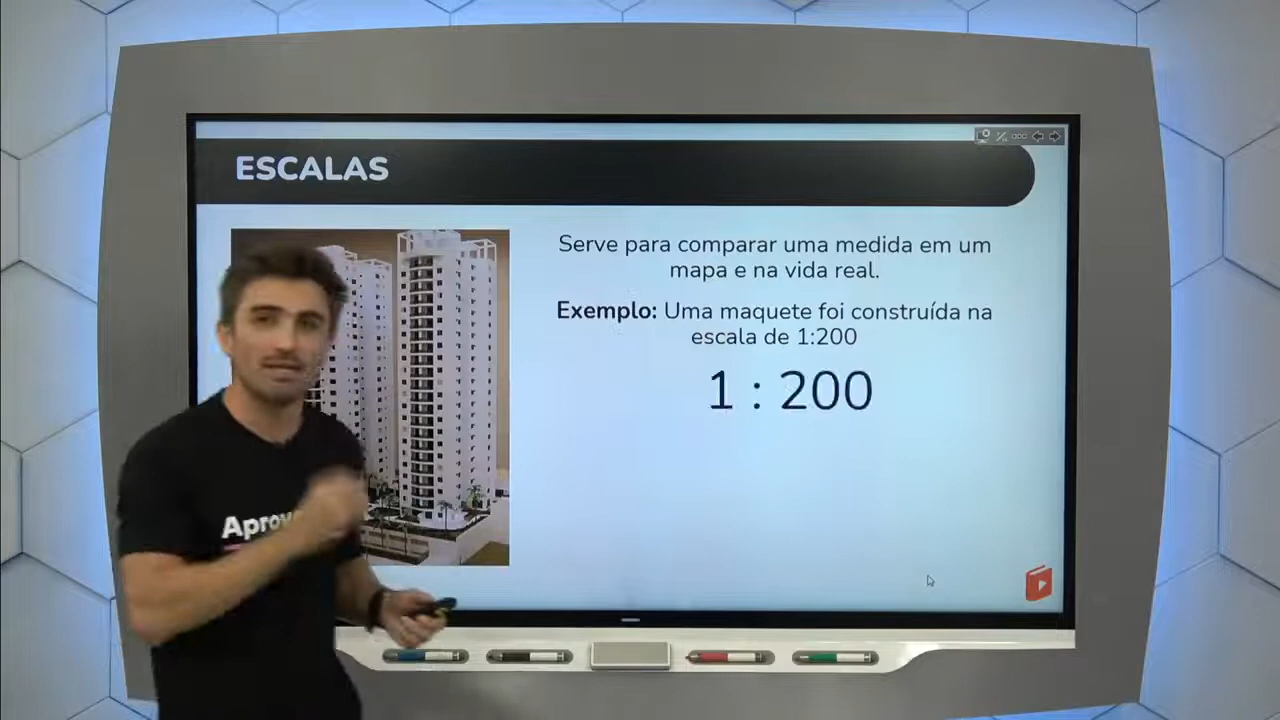 ESCALAS
Serve para comparar uma medida em um
mapa e na vida real.
Exemplo: Uma maquete foi construída na
escala de 1:200
1 : 200